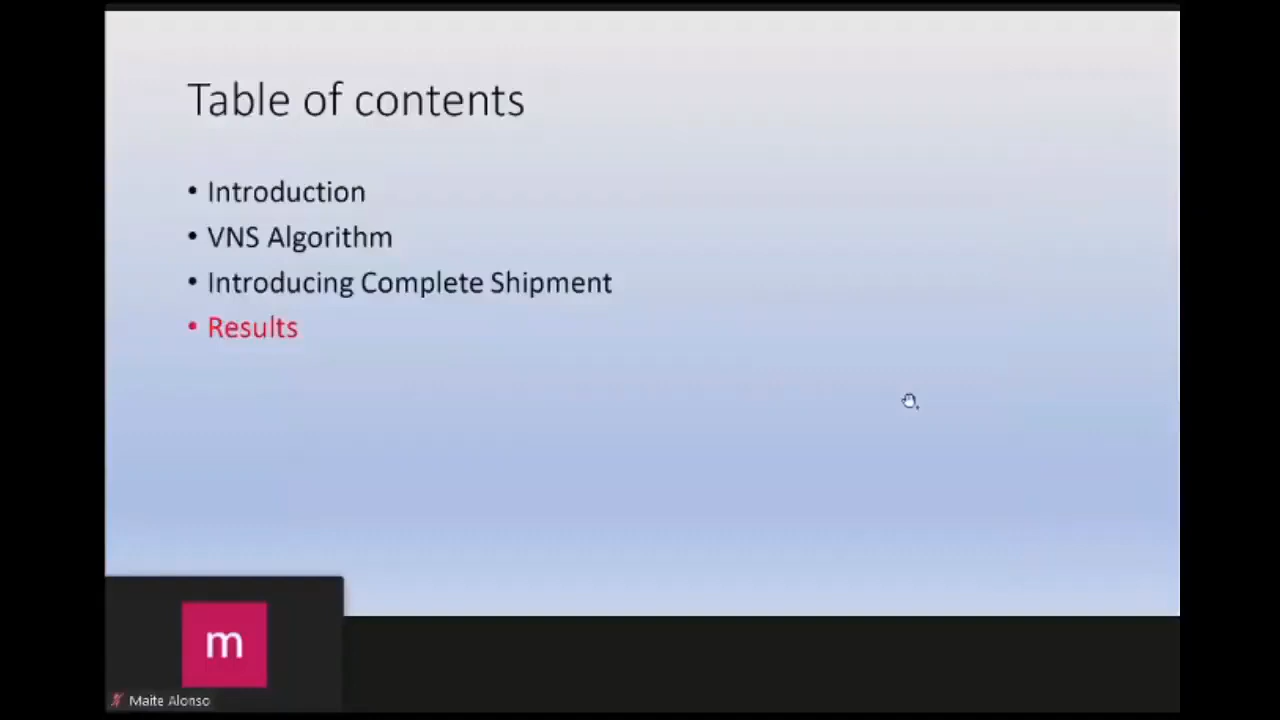 Table of contents
• Introduction
• VNS Algorithm
• Introducing Complete Shipment
• Results
m
Maite Alonso